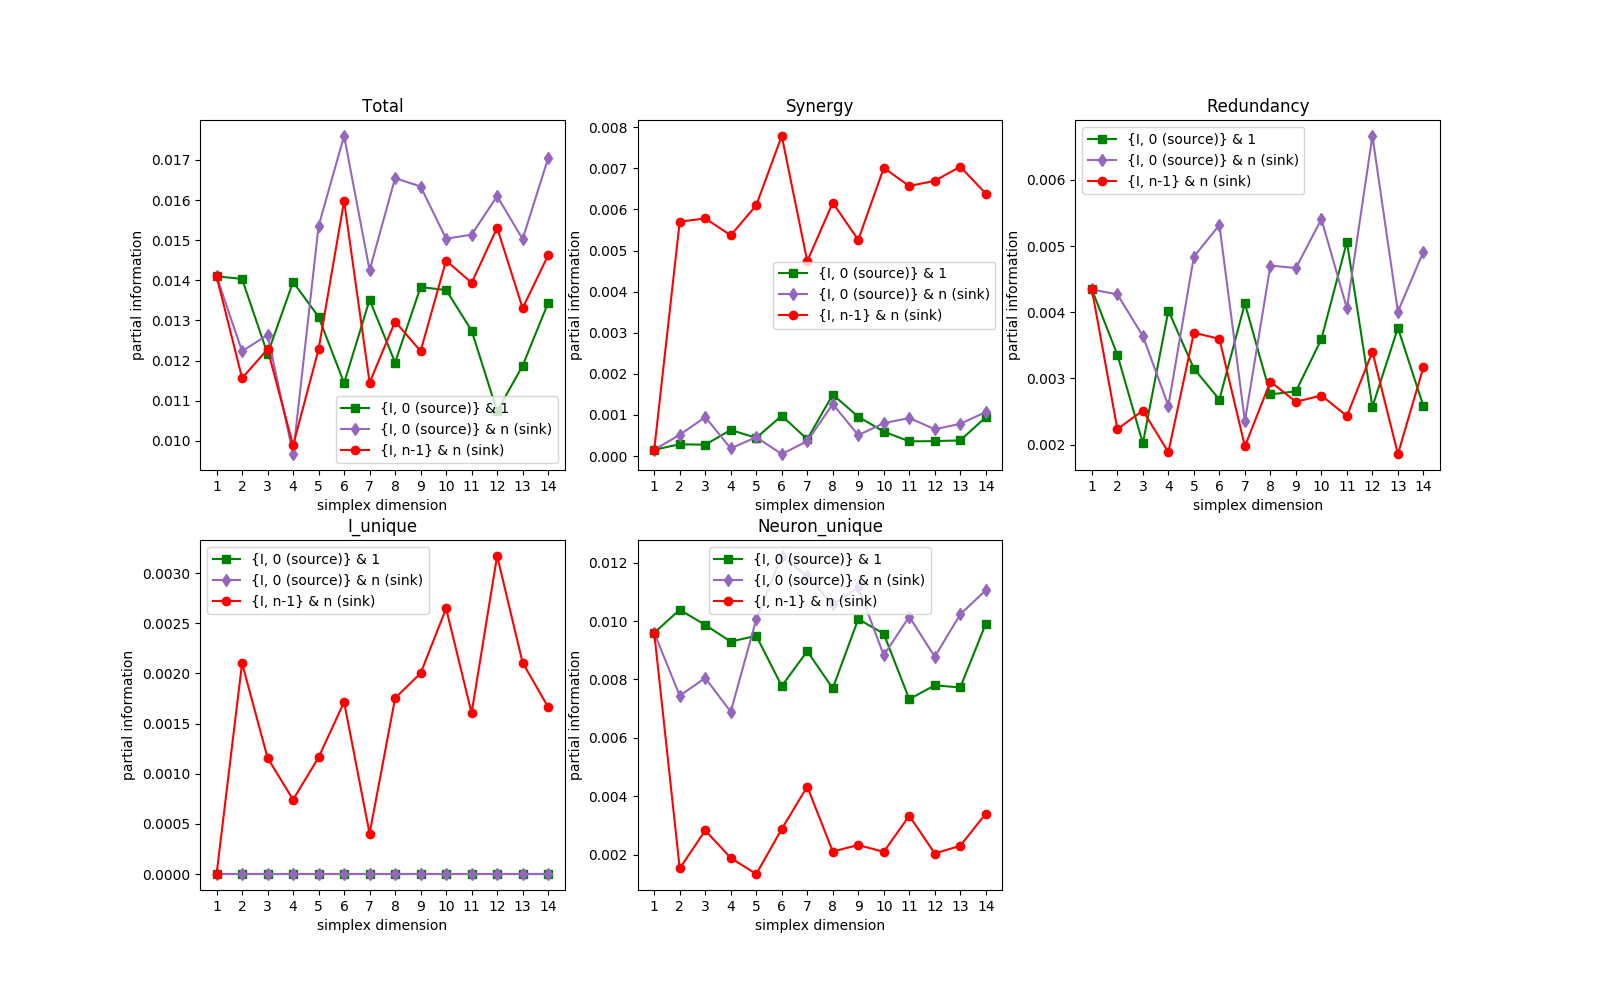 Total
partial information
0.017
0.016
0.015
0.014
0.013
0.012
0.011
0.010
{I, 0 (source)} & 1
{I, 0 (source)} & n (sink)
{I, n-1} & n (sink)
1 2 3 4 5 6 7 8 9 10 11 12 13 14
simplex dimension
Synergy
partial information
0.008
0.007
0.006
0.005
0.004
0.003
0.002
0.001
0.000
{I, 0 (source)} & 1
{I, 0 (source)} & n (sink)
{I, n-1} & n (sink)
1 2 3 4 5 6 7 8 9 10 11 12 13 14
simplex dimension
Redundancy
partial information
0.006
0.005
0.004
0.003
0.002
{I, 0 (source)} & 1
{I, 0 (source)} & n (sink)
{I, n-1} & n (sink)
1 2 3 4 5 6 7 8 9 10 11 12 13 14
simplex dimension
I_unique
partial information
0.0030
0.0025
0.0020
0.0015
0.0010
0.0005
0.0000
{I, 0 (source)} & 1
{I, 0 (source)} & n (sink)
{I, n-1} & n (sink)
1 2 3 4 5 6 7 8 9 10 11 12 13 14
simplex dimension
Neuron_unique
partial information
0.012
0.010
0.008
0.006
0.004
0.002
{I, 0 (source)} & 1
{I, 0 (source)} & n (sink)
{I, n-1} & n (sink)
1 2 3 4 5 6 7 8 9 10 11 12 13 14
simplex dimension